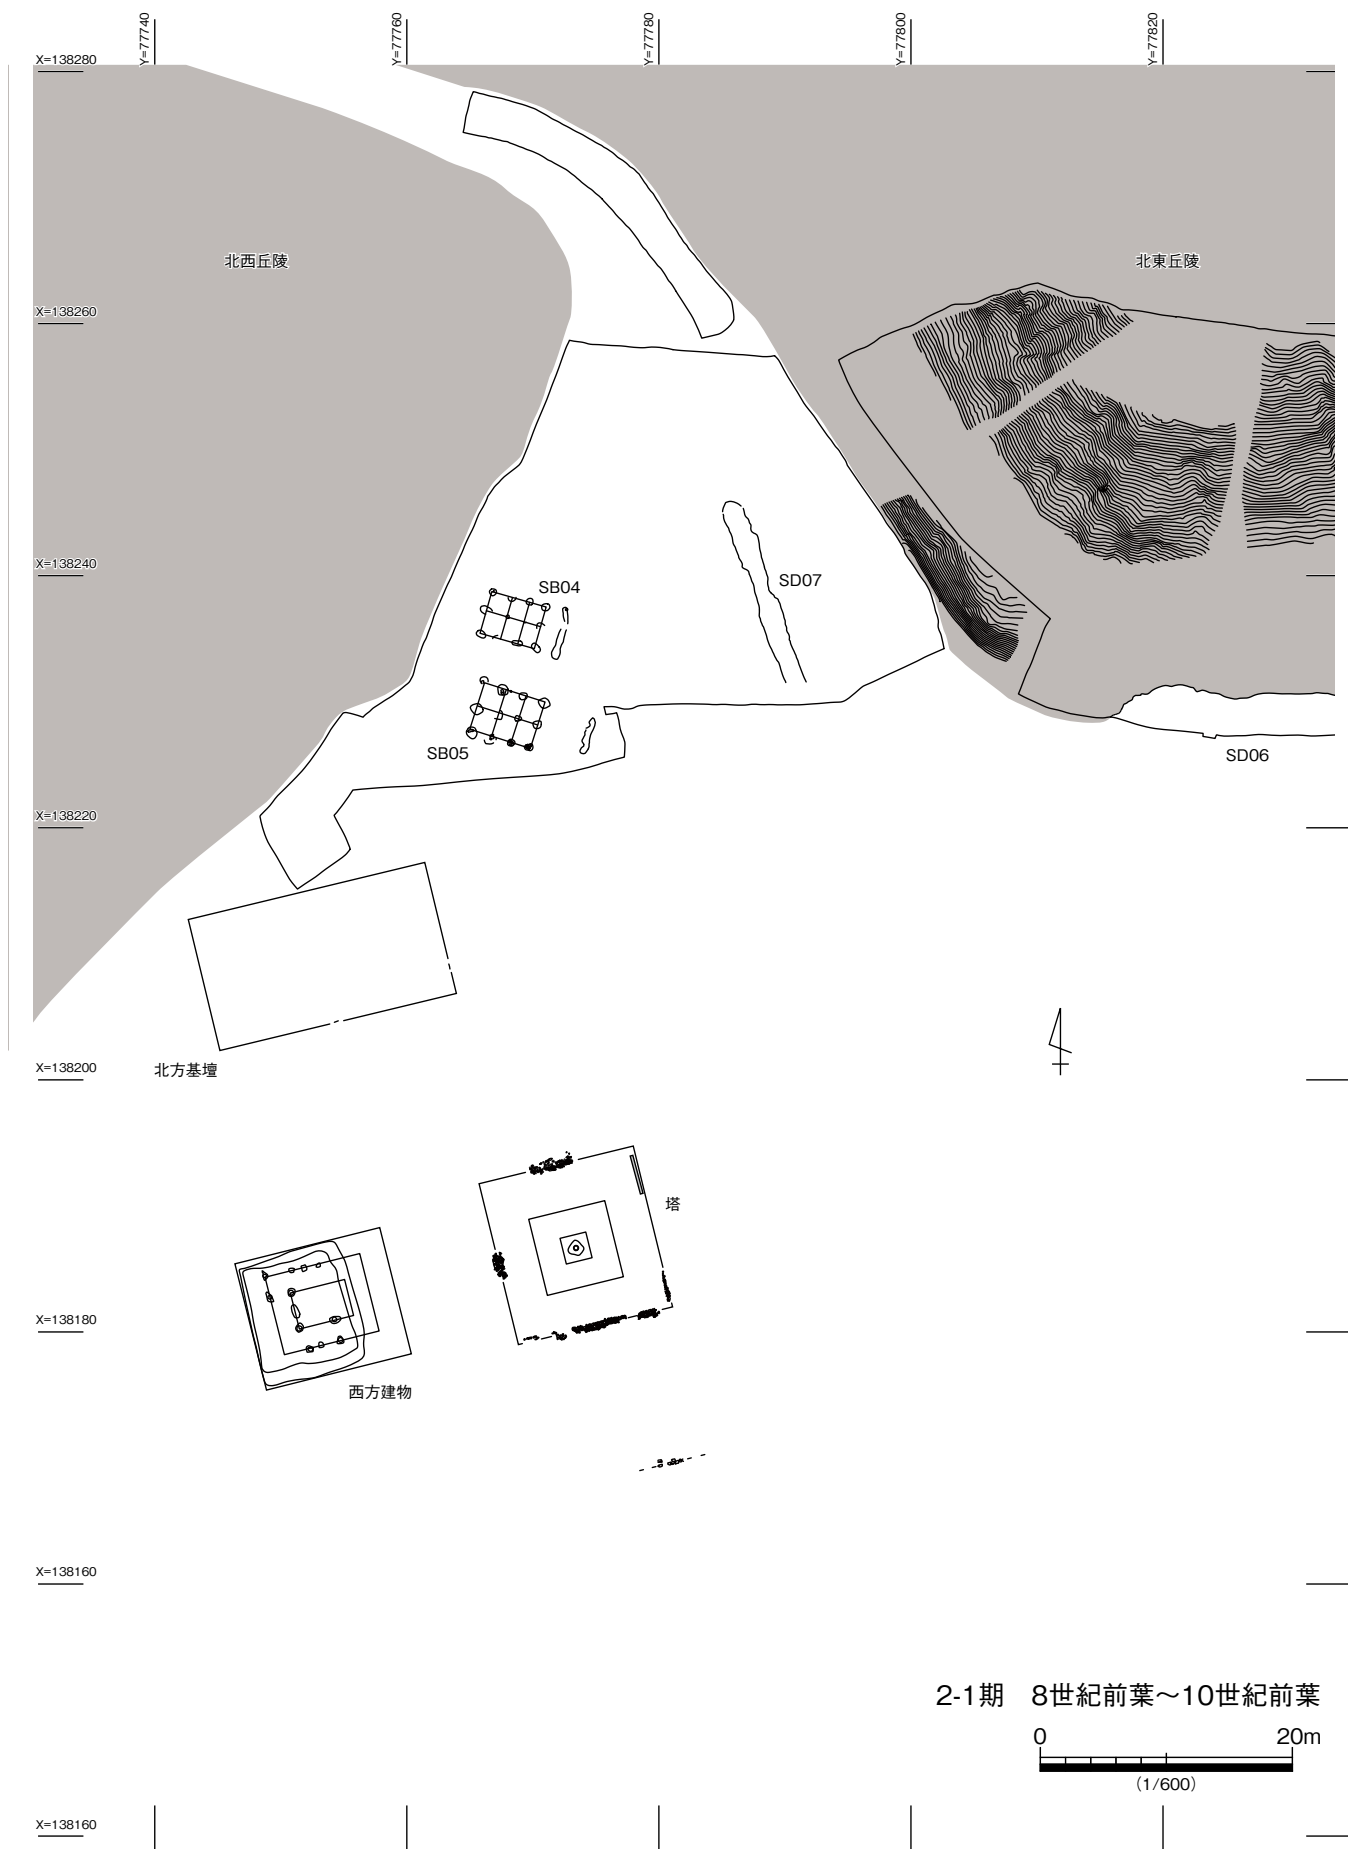 Y=77740
Y=77760
Y=77780
Y=77800
Y=77820
X=138280
北西丘陵
北東丘陵
X=138260
X=138240
SB04
SD07
SB05
SD06
X=138220
X=138200
北方基壇
塔
X=138180
西方建物
X=138160
2-1期　8世紀前葉～10世紀前葉
0 20m
（1/600）
X=138160